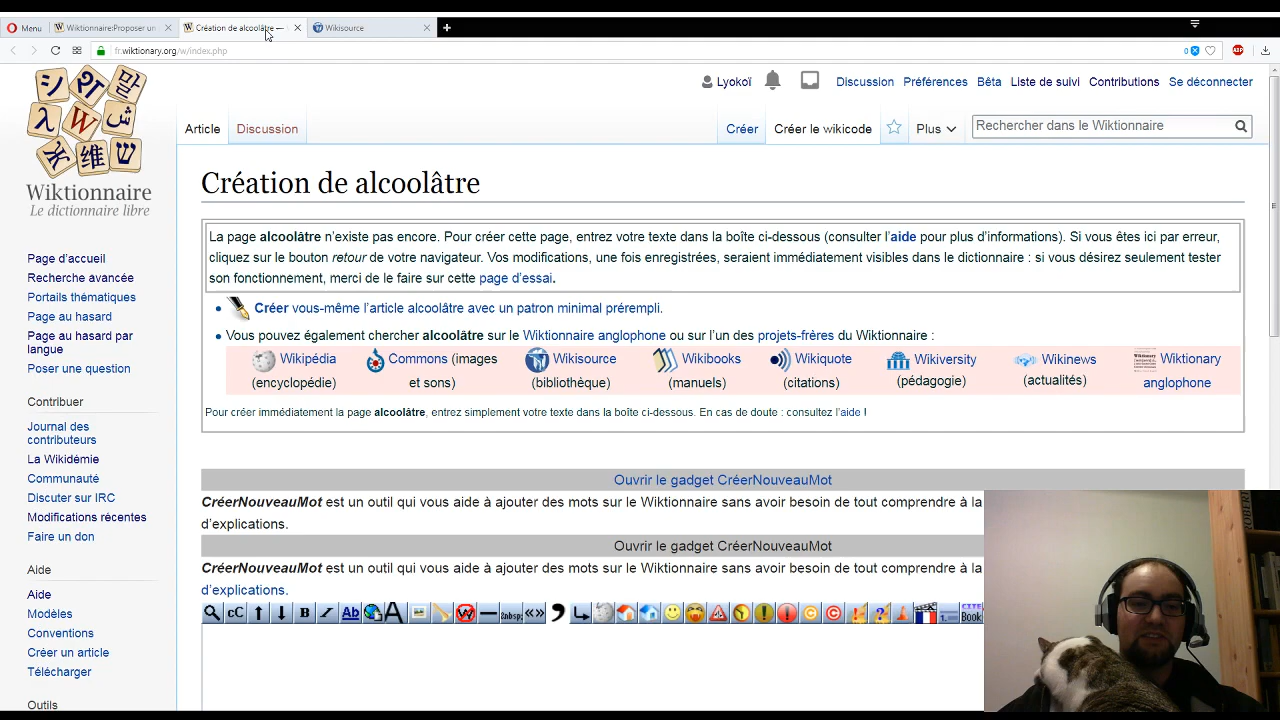 Menu
Wiktionnaire:Proposer un
Création de alcoolâtre —
Wikisource
fr.wiktionary.org/w/index.php
0
ABP
Lyokoï
Discussion
Préférences
Bêta
Liste de suivi
Contributions
Se déconnecter
Article
Discussion
Créer
Créer le wikicode
Plus
Rechercher dans le Wiktionnaire
シ
말
λ
W
ش
维
ש
Wiktionnaire
Le dictionnaire libre
Page d’accueil
Recherche avancée
Portails thématiques
Page au hasard
Page au hasard par
langue
Poser une question
Contribuer
Journal des
contributeurs
La Wikidémie
Communauté
Discuter sur IRC
Modifications récentes
Faire un don
Aide
Aide
Modèles
Conventions
Créer un article
Télécharger
Outils
Création de alcoolâtre
La page alcoolâtre n’existe pas encore. Pour créer cette page, entrez votre texte dans la boîte ci-dessous (consulter l’aide pour plus d’informations). Si vous êtes ici par erreur,
cliquez sur le bouton retour de votre navigateur. Vos modifications, une fois enregistrées, seraient immédiatement visibles dans le dictionnaire : si vous désirez seulement tester
son fonctionnement, merci de le faire sur cette page d’essai.
Créer vous-même l’article alcoolâtre avec un patron minimal prérempli.
Vous pouvez également chercher alcoolâtre sur le Wiktionnaire anglophone ou sur l’un des projets-frères du Wiktionnaire :
Wikipédia
(encyclopédie)
Commons (images
et sons)
Wikisource
(bibliothèque)
Wikibooks
(manuels)
Wikiquote
(citations)
Wikiversity
(pédagogie)
Wikinews
(actualités)
Wiktionary
anglophone
Pour créer immédiatement la page alcoolâtre, entrez simplement votre texte dans la boîte ci-dessous. En cas de doute : consultez l’aide !
Ouvrir le gadget CréerNouveauMot
CréerNouveauMot est un outil qui vous aide à ajouter des mots sur le Wiktionnaire sans avoir besoin de tout comprendre à la
d’explications.
Ouvrir le gadget CréerNouveauMot
CréerNouveauMot est un outil qui vous aide à ajouter des mots sur le Wiktionnaire sans avoir besoin de tout comprendre à la
d’explications.
cC
B
I
Ab
A
W
&nbsp;
«»
CITE
BOOK